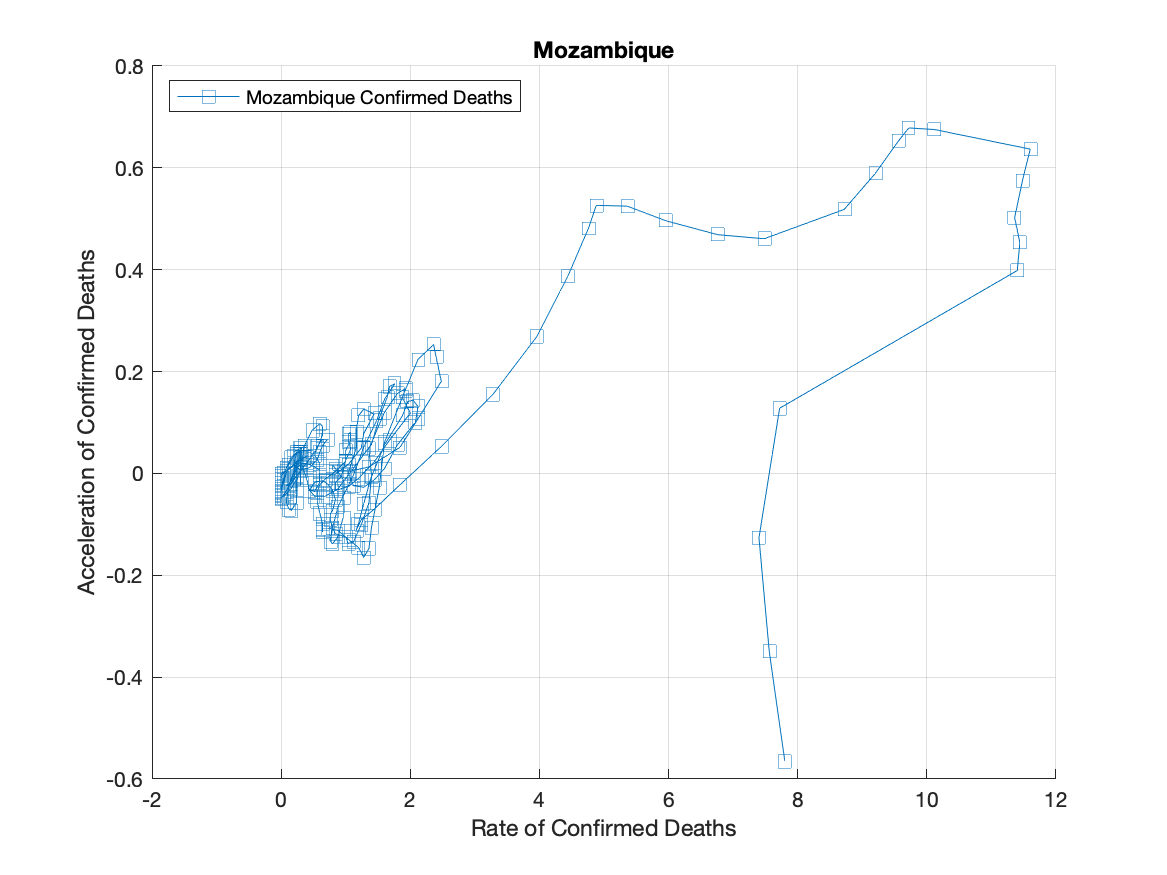 Mozambique
Mozambique Confirmed Deaths
0.8
0.6
0.4
0.2
0
-0.2
-0.4
-0.6
Acceleration of Confirmed Deaths
-2 0 2 4 6 8 10 12
Rate of Confirmed Deaths